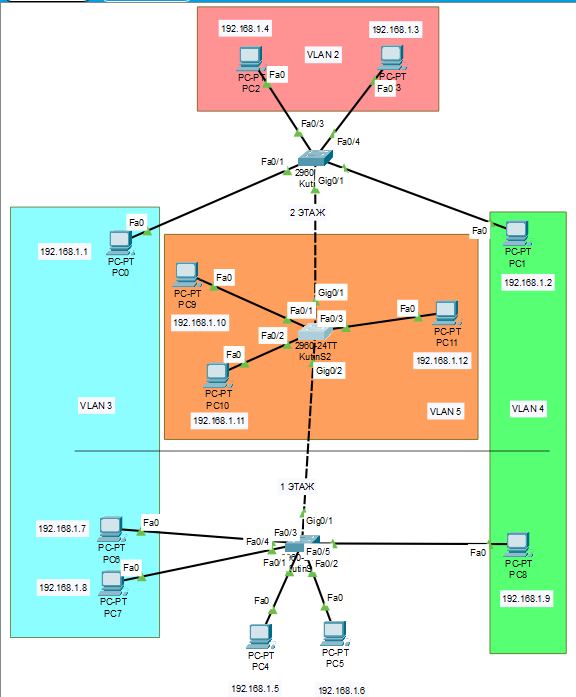 192.168.1.4
192.168.1.3
VLAN 2
PC-PT
PC2
Fa0
Fa0
3
Fa0/3
Fa0/4
Fa0/1
2960
Gig0/1
2 ЭТАЖ
Fa0
192.168.1.1
PC-PT
PC0
Fa0
PC-PT
PC1
192.168.1.2
PC-PT
PC9
Fa0
192.168.1.10
Gig0/1
Fa0/1
Fa0/3
Fa0/2
2960-24TT
KutinS2
Gig0/2
Fa0
PC-PT
PC11
192.168.1.12
Fa0
PC-PT
PC10
192.168.1.11
VLAN 3
VLAN 5
VLAN 4
1 ЭТАЖ
Gig0/1
192.168.1.7
PC-PT
PC6
Fa0
Fa0/3
Fa0/4
Fa0/5
Fa0/1
Fa0/2
192.168.1.8
Fa0
PC-PT
PC7
Fa0
PC-PT
PC8
192.168.1.9
Fa0
PC-PT
PC4
Fa0
PC-PT
PC5
192.168.1.5
192.168.1.6